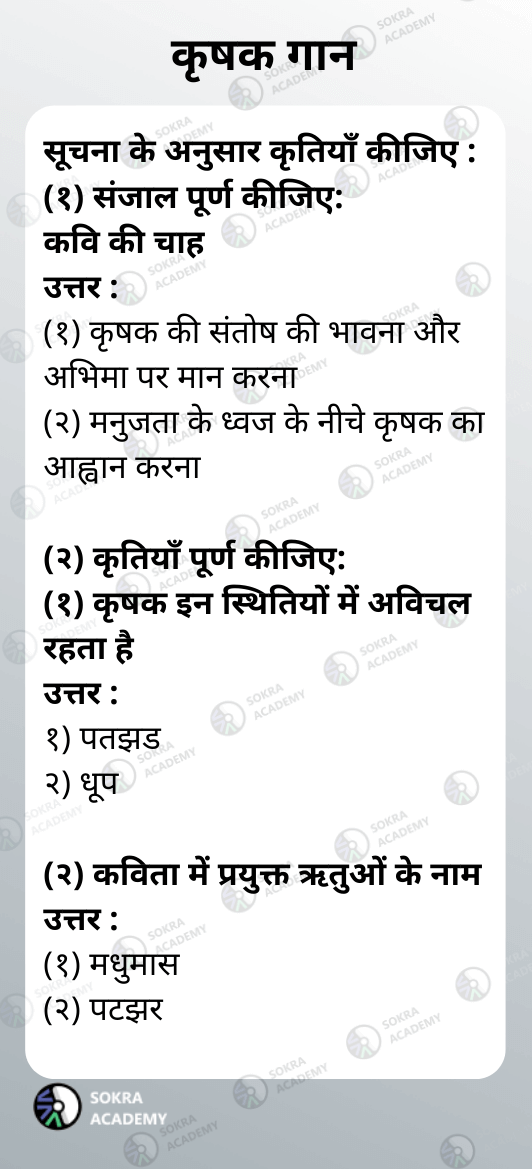 कृषक गान
सूचना के अनुसार कृतियाँ कीजिए :
(१) संजाल पूर्ण कीजिए:
कवि की चाह
उत्तर :
(१) कृषक की संतोष की भावना और
अभिमा पर मान करना
(२) मनुजता के ध्वज के नीचे कृषक का
आह्वान करना
(२) कृतियाँ पूर्ण कीजिए:
(१) कृषक इन स्थितियों में अविचल
रहता है
उत्तर :
१) पतझड
२) धूप
(२) कविता में प्रयुक्त ऋतुओं के नाम
उत्तर :
(१) मधुमास
(२) पटझर
SOKRA
ACADEMY